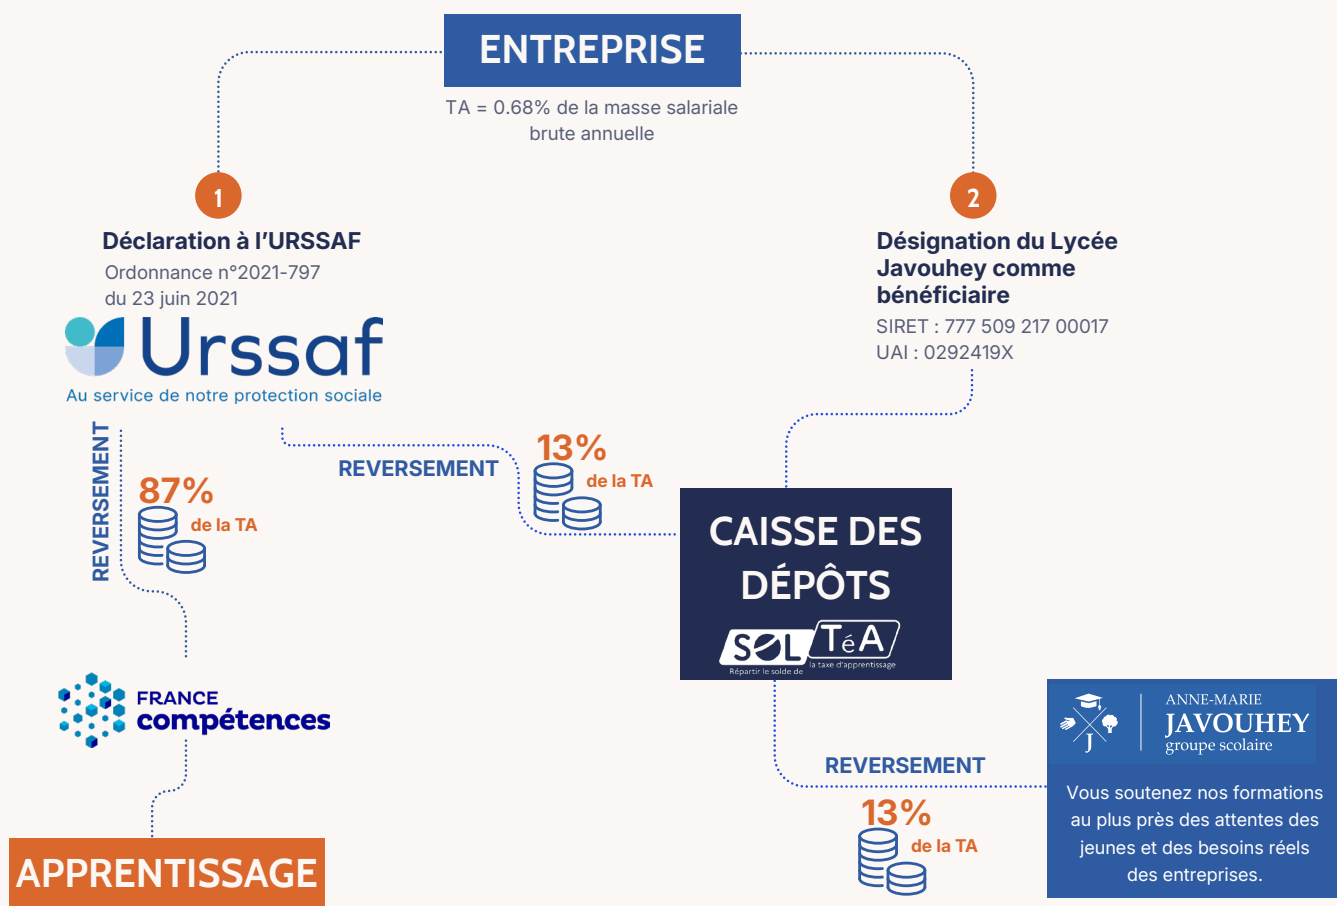 ENTREPRISE
TA = 0.68% de la masse salariale
brute annuelle
1
Déclaration à l'URSSAF
Ordonnance n°2021-797
du 23 juin 2021
Urssaf
Au service de notre protection sociale
2
Désignation du Lycée
Javouhey comme
bénéficiaire
SIRET : 777 509 217 00017
UAI : 0292419X
REVERSEMENT
87%
de la TA
REVERSEMENT
13%
de la TA
CAISSE DES
DÉPÔTS
SOLTéA
Répartir le solde de
la taxe d'apprentissage
FRANCE
compétences
APPRENTISSAGE
REVERSEMENT
13%
de la TA
J
ANNE-MARIE
JAVOUHEY
groupe scolaire
Vous soutenez nos formations
au plus près des attentes des
jeunes et des besoins réels
des entreprises.